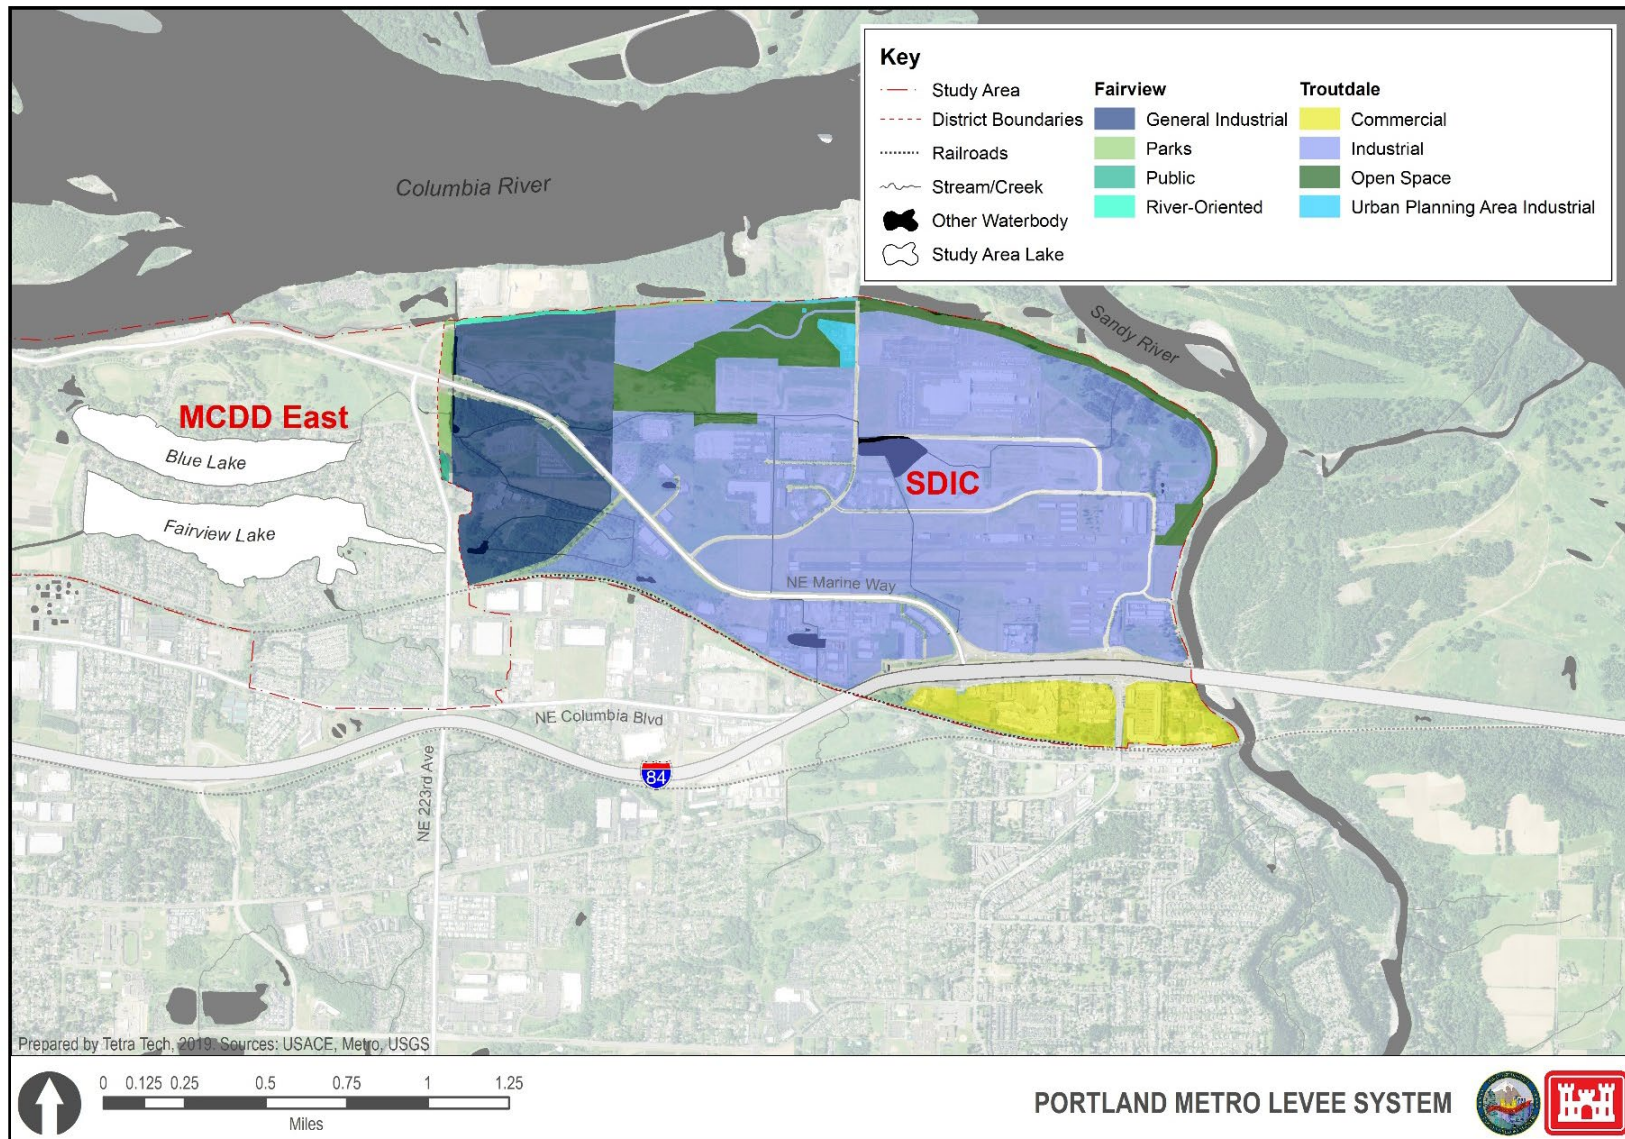 Key
Study Area
District Boundaries
Railroads
Stream/Creek
Other Waterbody
Study Area Lake
Fairview
General Industrial
Parks
Public
River-Oriented
Troutdale
Commercial
Industrial
Open Space
Urban Planning Area Industrial
Columbia River
Sandy River
MCDD East
Blue Lake
Fairview Lake
SDIC
NE Marine Way
NE Columbia Blvd
NE 223rd Ave
84
Prepared by Tetra Tech, 2019. Sources: USACE, Metro, USGS
0 0.125 0.25 0.5 0.75 1 1.25
Miles
PORTLAND METRO LEVEE SYSTEM